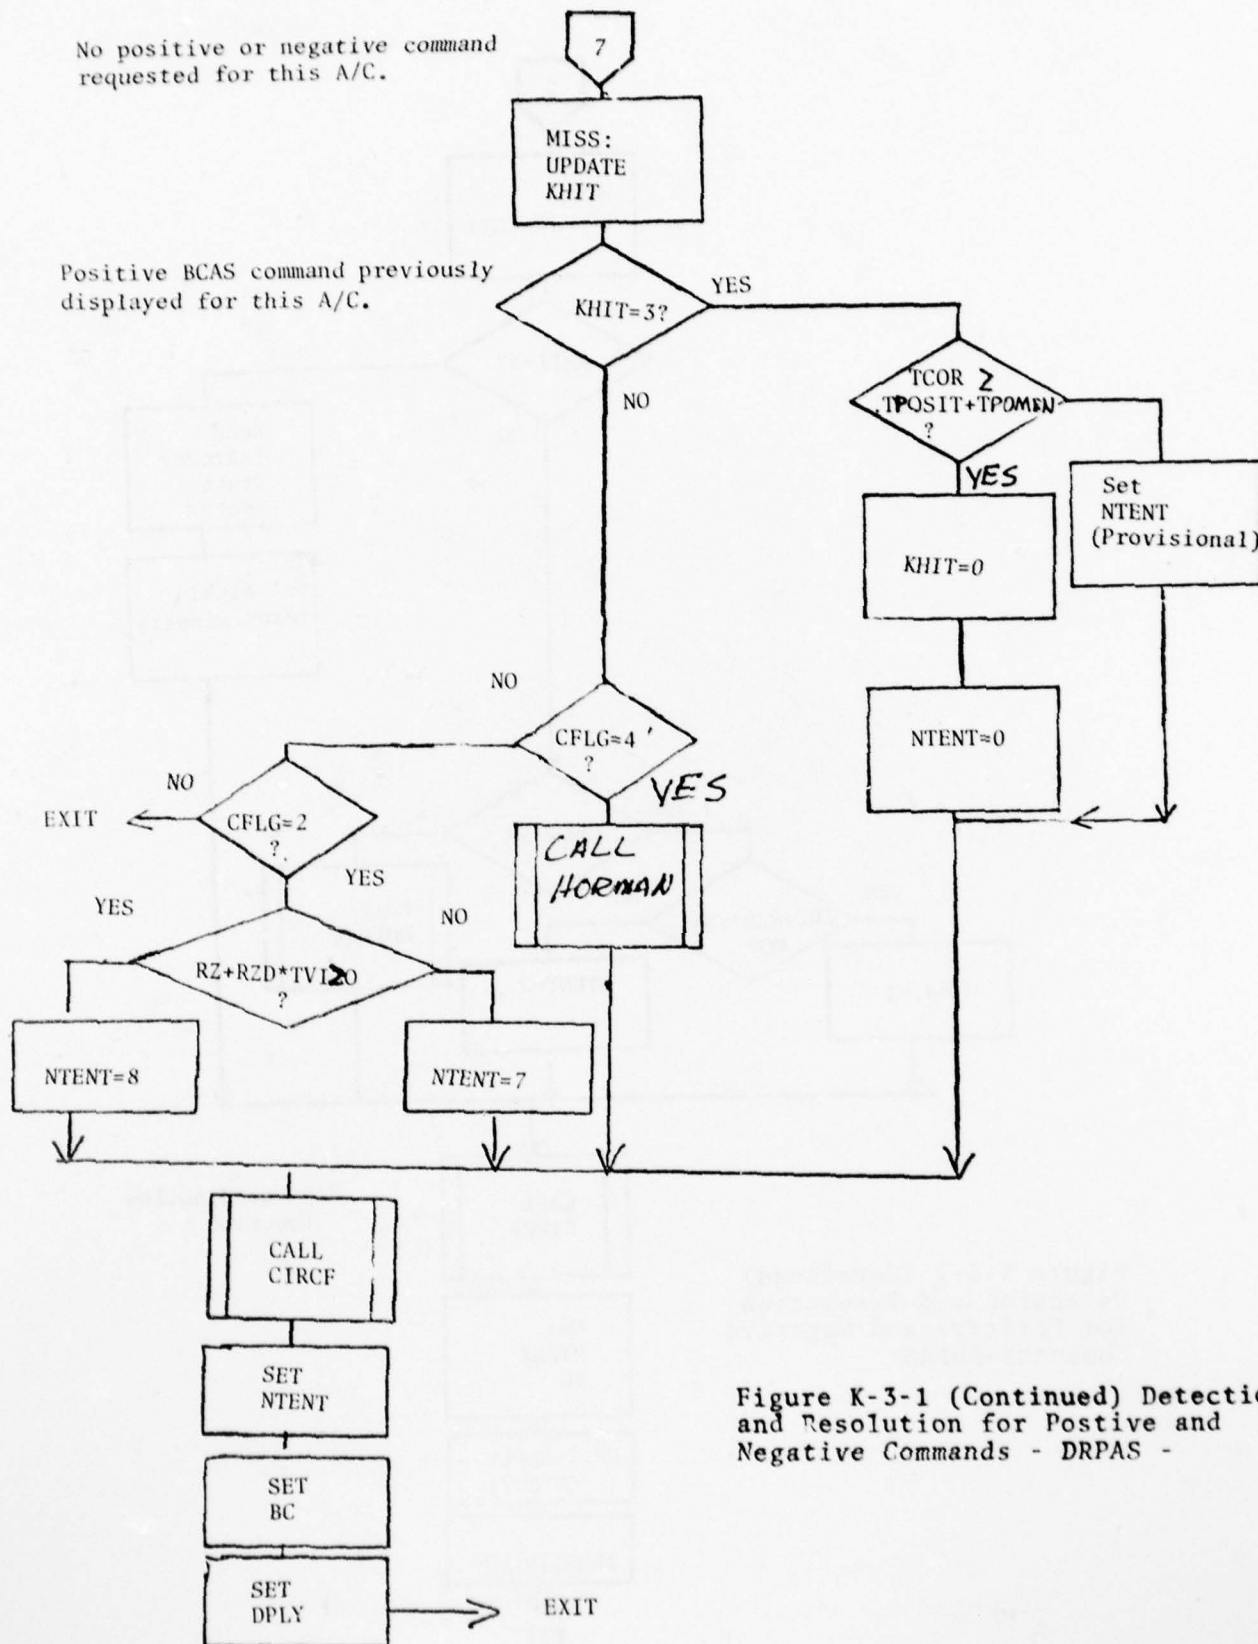 No positive or negative command
requested for this A/C.
7
MISS:
UPDATE
KHIT
Positive BCAS command previously
displayed for this A/C.
KHIT=3?
YES
NO
TCOR ≥
TPOSIT+TPOMEN
?
YES
Set
NTENT
(Provisional)
KHIT=0
NTENT=0
NO
CFLG=4
?
YES
CALL
HORMAN
NO
EXIT
CFLG=2
?
YES
YES
NO
RZ+RZD*TV1≥0
?
NTENT=8
NTENT=7
CALL
CIRCF
SET
NTENT
SET
BC
SET
DPLY
EXIT
Figure K-3-1 (Continued) Detectio
and Resolution for Postive and
Negative Commands - DRPAS -